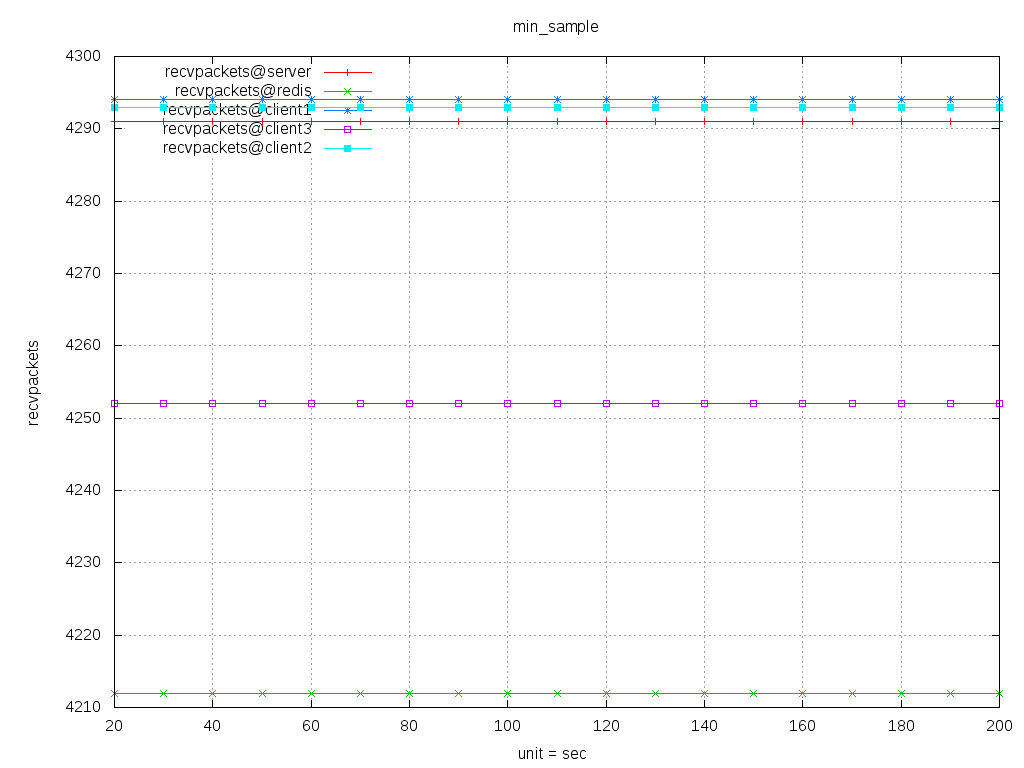 min_sample
4300
4290
4280
4270
4260
4250
4240
4230
4220
4210
recvpackets
recvpackets@server
recvpackets@redis
recvpackets@client1
recvpackets@client3
recvpackets@client2
20 40 60 80 100 120 140 160 180 200
unit = sec